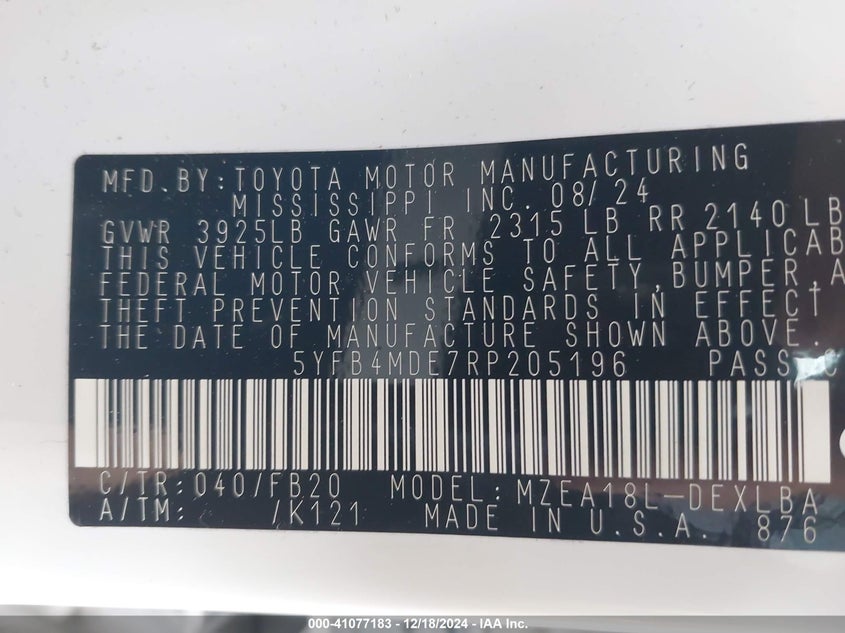 MFD.BY:TOYOTA MOTOR MANUFACTURING
MISSISSIPPI INC. 08/24
GVWR 3925LB GAWR FR 2315 LB RR 2140 LB
THIS VEHICLE CONFORMS TO ALL APPLICAB
FEDERAL MOTOR VEHICLE SAFETY,BUMPER,A
THEFT PREVENTION STANDARDS IN EFFECT
THE DATE OF MANUFACTURE SHOWN ABOVE.
5YFB4MDE7RP205196 PASS.C
C/TR:040/FB20 MODEL:MZEA18L-DEXLBA
A/TM: /K121 MADE IN U.S.A. 876
000-41077183 - 12/18/2024 - IAA Inc.